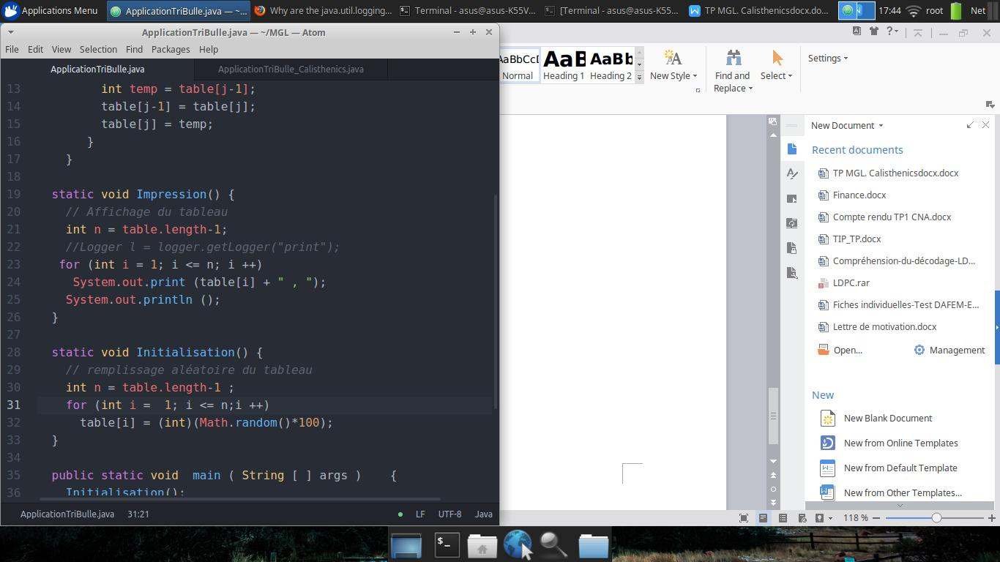 Applications Menu
ApplicationTriBulle.java — ~...
Why are the java.util.logging...
Terminal - asus@asus-K55V...
[Terminal - asus@asus-K55...
TP MGL. Calisthenicsdocx.do...
17:44
root
Net
ApplicationTriBulle.java — ~/MGL — Atom
File Edit View Selection Find Packages Help
ApplicationTriBulle.java
ApplicationTriBulle_Calisthenics.java
13 int temp = table[j-1];
14 table[j-1] = table[j];
15 table[j] = temp;
16 }
17 }
18
19 static void Impression() {
20 // Affichage du tableau
21 int n = table.length-1;
22 //Logger l = logger.getLogger("print");
23 for (int i = 1; i <= n; i ++)
24 System.out.print (table[i] + " , ");
25 System.out.println ();
26 }
27
28 static void Initialisation() {
29 // remplissage aléatoire du tableau
30 int n = table.length-1 ;
31 for (int i =  1; i <= n;i ++)
32 table[i] = (int)(Math.random()*100);
33 }
34
35 public static void  main ( String [ ] args )    {
36 Initialisation();
ApplicationTriBulle.java 31:21 LF UTF-8 Java
AaBbCcD
AaB
AaBb
Normal
Heading 1
Heading 2
New Style
Find and
Replace
Select
Settings
New Document
Recent documents
TP MGL. Calisthenicsdocx.docx
Finance.docx
Compte rendu TP1 CNA.docx
TIP_TP.docx
Compréhension-du-décodage-LD...
LDPC.rar
Fiches individuelles-Test DAFEM-E...
Lettre de motivation.docx
Open...
Management
New
New Blank Document
New from Online Templates
New from Default Template
New from Other Templates...
118 %